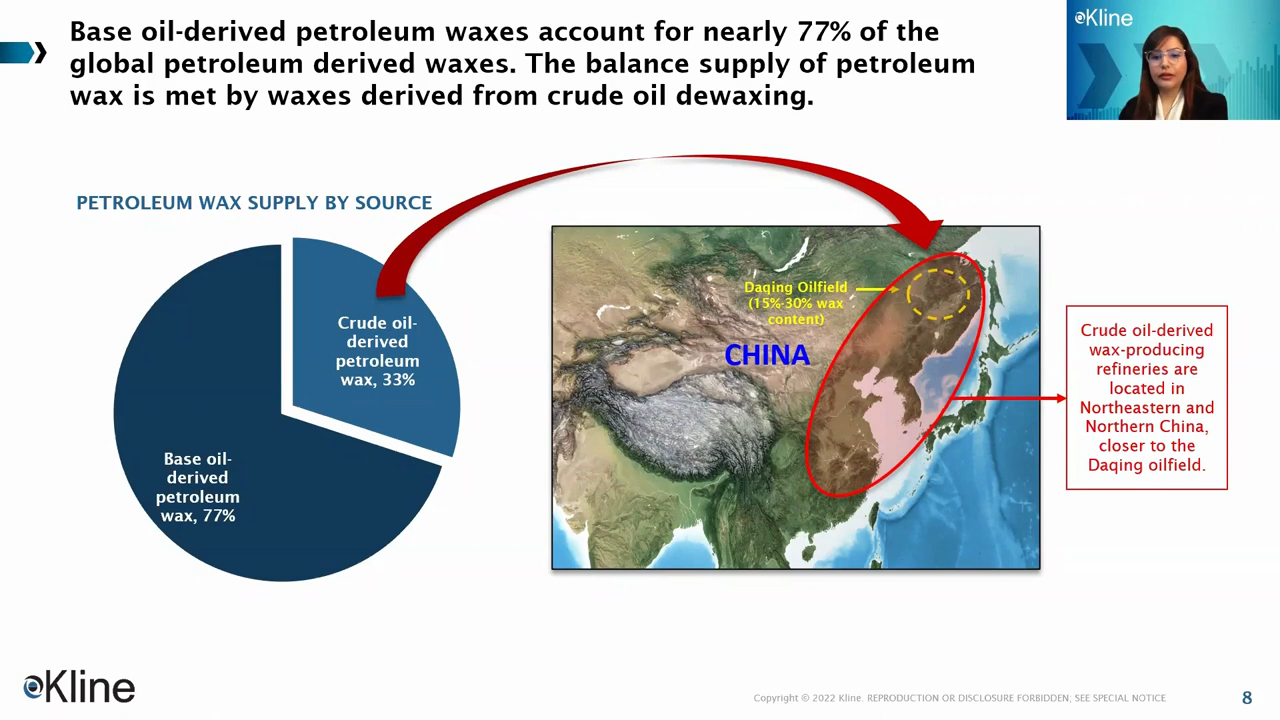 Base oil-derived petroleum waxes account for nearly 77% of the
global petroleum derived waxes. The balance supply of petroleum
wax is met by waxes derived from crude oil dewaxing.
Kline
PETROLEUM WAX SUPPLY BY SOURCE
Crude oil-
derived
petroleum
wax, 33%
Base oil-
derived
petroleum
wax, 77%
Daqing Oilfield
(15%-30% wax
content)
CHINA
Crude oil-derived
wax-producing
refineries are
located in
Northeastern and
Northern China,
closer to the
Daqing oilfield.
Kline
Copyright © 2022 Kline. REPRODUCTION OR DISCLOSURE FORBIDDEN; SEE SPECIAL NOTICE
8